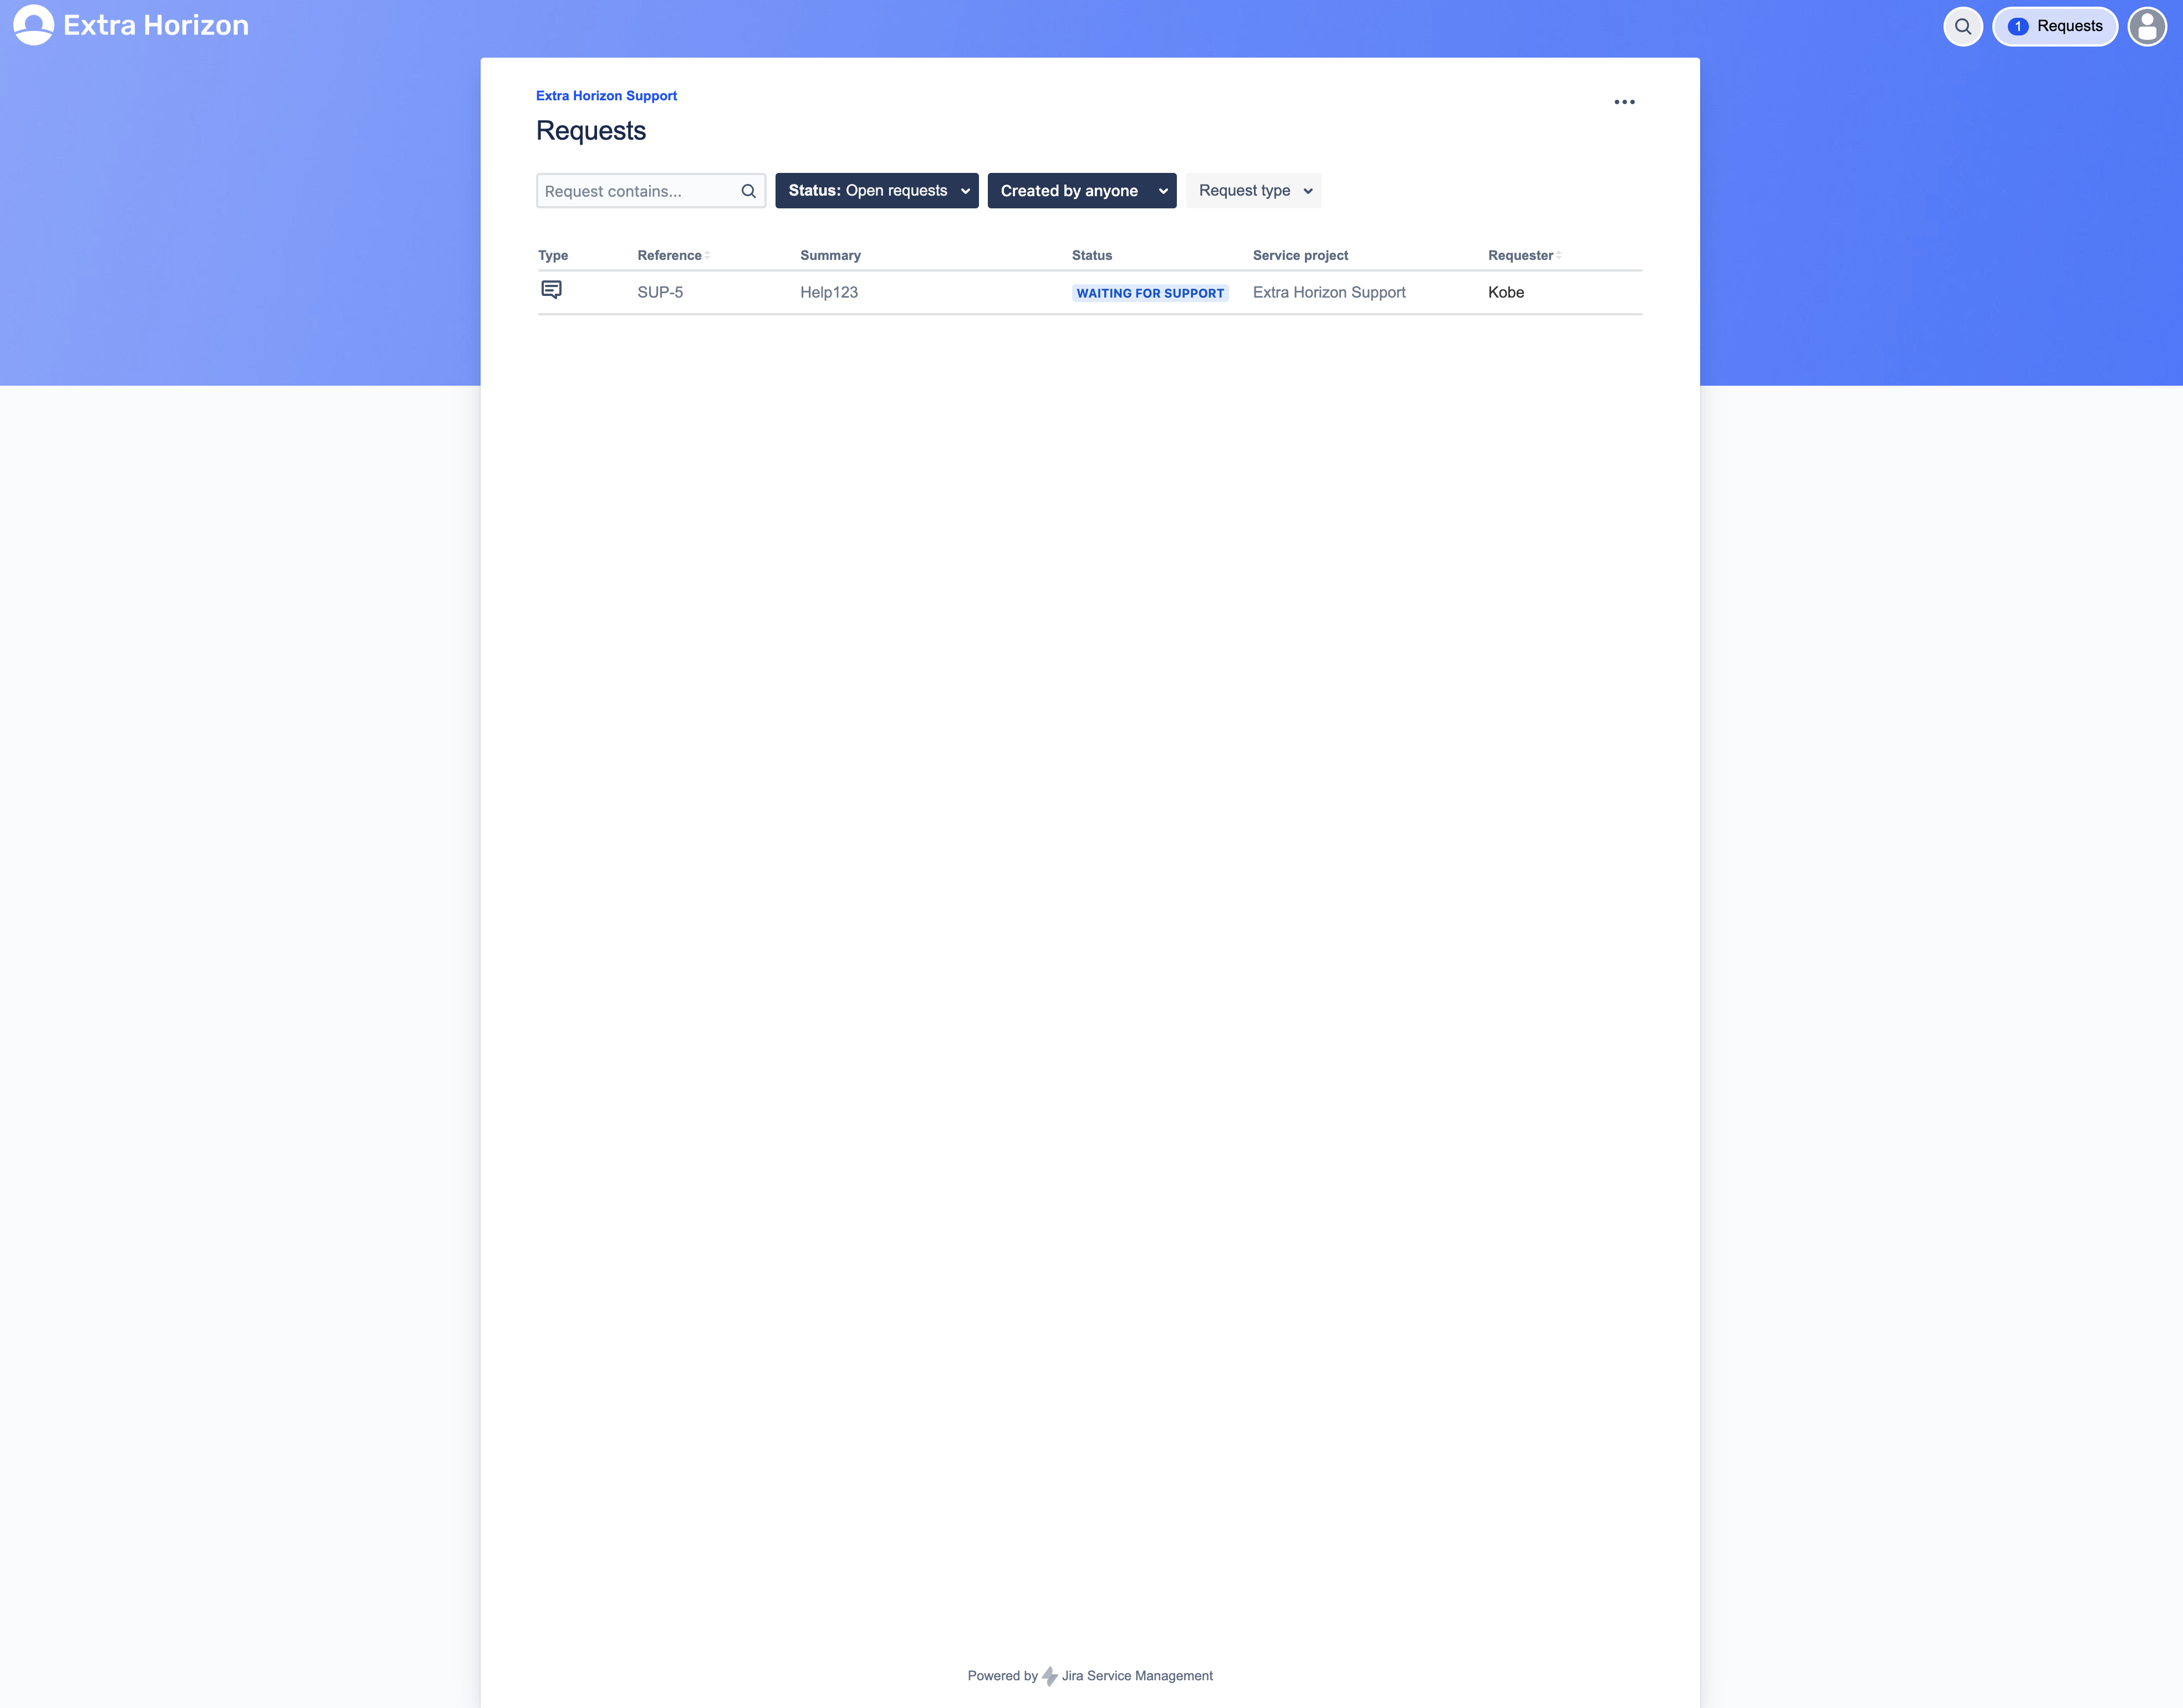 Extra Horizon
1 Requests
Extra Horizon Support
Requests
Request contains...
Status: Open requests
Created by anyone
Request type
Type Reference Summary Status Service project Requester
SUP-5 Help123 WAITING FOR SUPPORT Extra Horizon Support Kobe
Powered by Jira Service Management